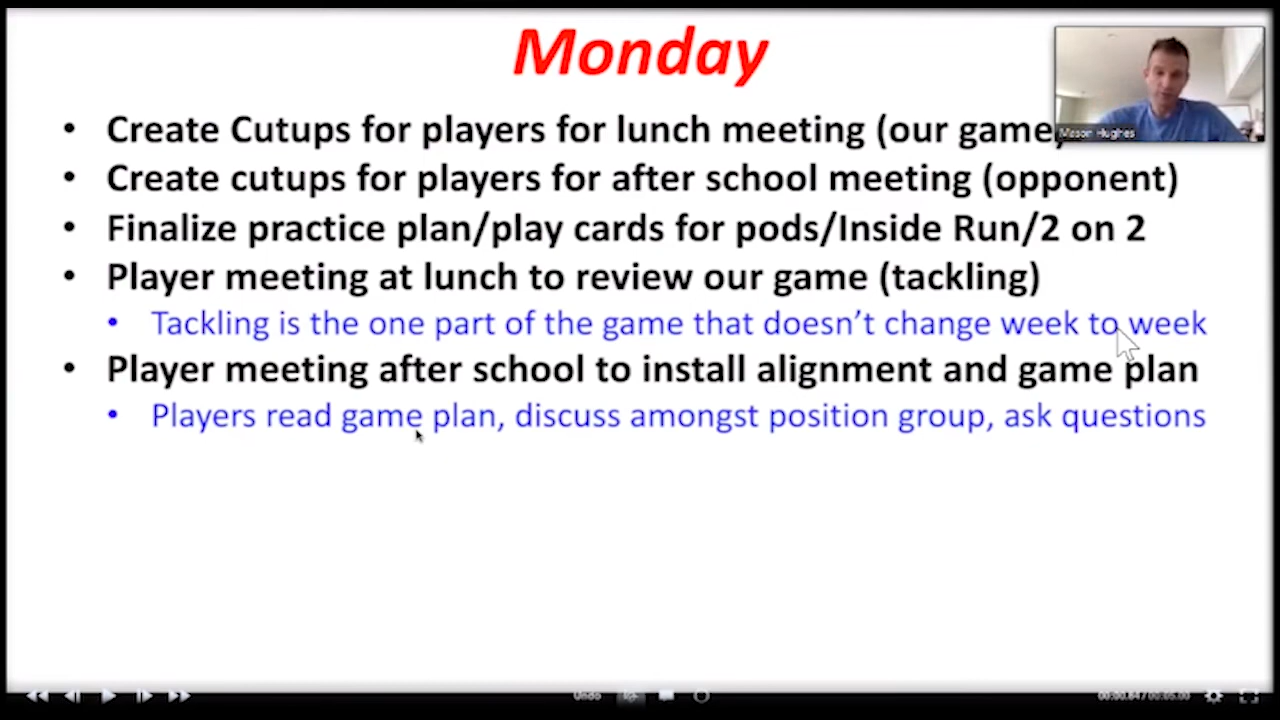 Monday
• Create Cutups for players for lunch meeting (our game)
Mason Hughes
• Create cutups for players for after school meeting (opponent)
• Finalize practice plan/play cards for pods/Inside Run/2 on 2
• Player meeting at lunch to review our game (tackling)
• Tackling is the one part of the game that doesn't change week to week
• Player meeting after school to install alignment and game plan
• Players read game plan, discuss amongst position group, ask questions
Undo